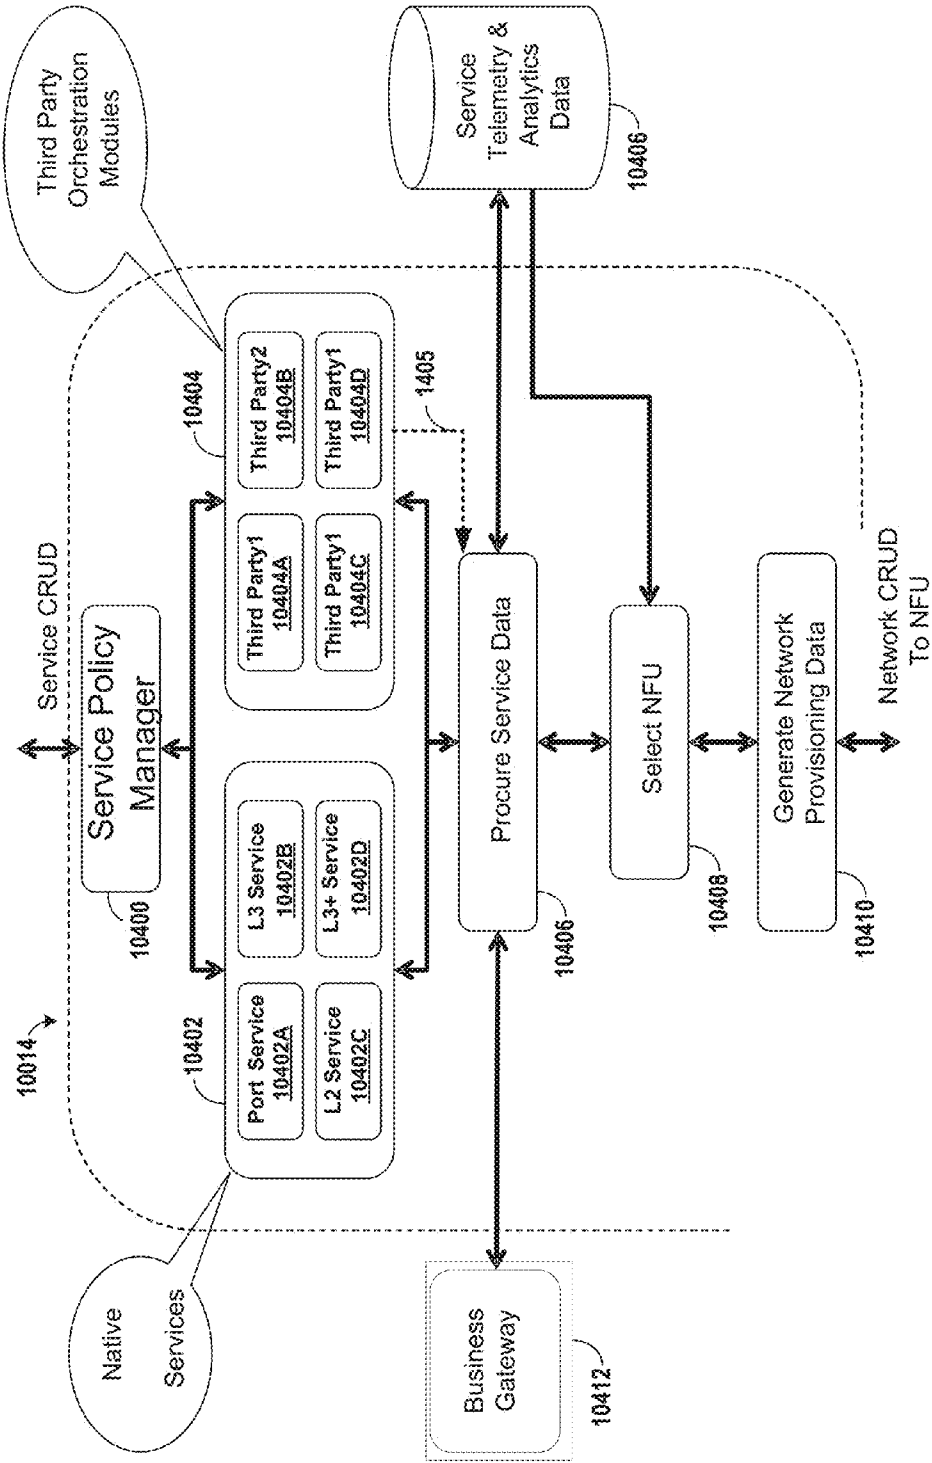 10014
Service CRUD
Service Policy
Manager
10400
Native
Services
Third Party
Orchestration
Modules
10402
Port Service
10402A
L3 Service
10402B
L2 Service
10402C
L3+ Service
10402D
10404
Third Party1
10404A
Third Party2
10404B
Third Party1
10404C
Third Party1
10404D
1405
Business
Gateway
10412
Procure Service Data
10406
Service
Telemetry &
Analytics
Data
10406
Select NFU
10408
Generate Network
Provisioning Data
10410
Network CRUD
To NFU